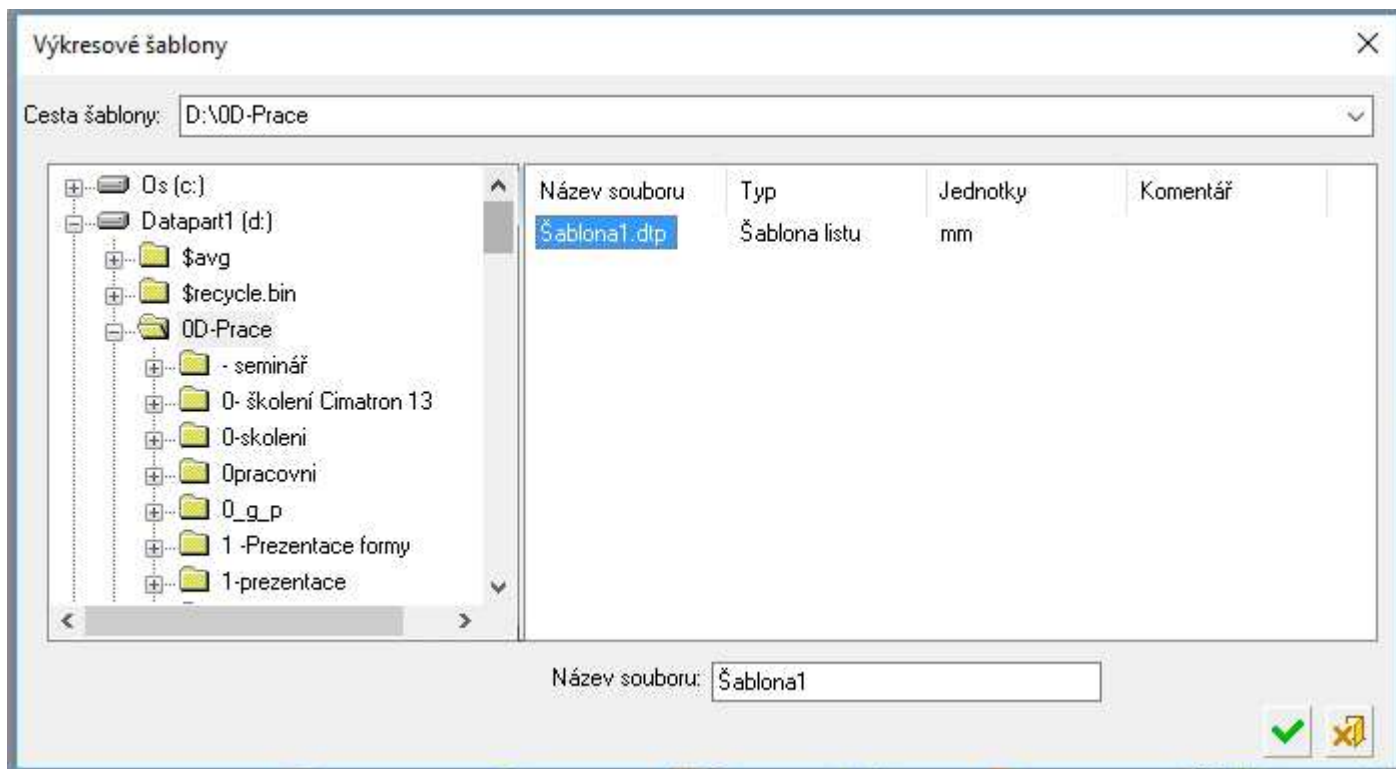 Výkresové šablony
Cesta šablony: D:\0D-Prace
Os (c:)
Datapart1 (d:)
$avg
$recycle.bin
0D-Prace
- seminář
0- školení Cimatron 13
0-skoleni
0pracovni
0_g_p
1 -Prezentace formy
1-prezentace
Název souboru Typ Jednotky Komentář
Šablona1.dtp Šablona listu mm
Název souboru: Šablona1